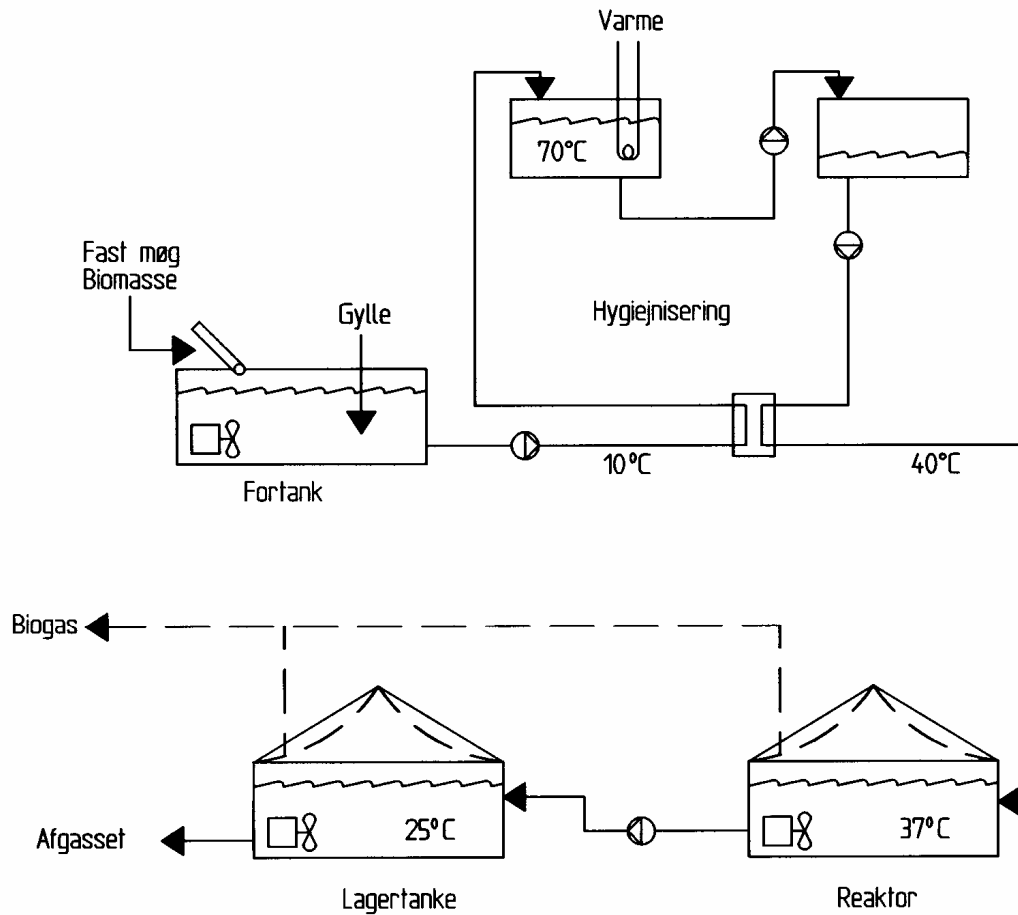 Varme
70°C
Fast møg
Biomasse
Gylle
Hygiejnisering
10°C
40°C
Fortank
Biogas
25°C
37°C
Afgasset
Lagertanke
Reaktor